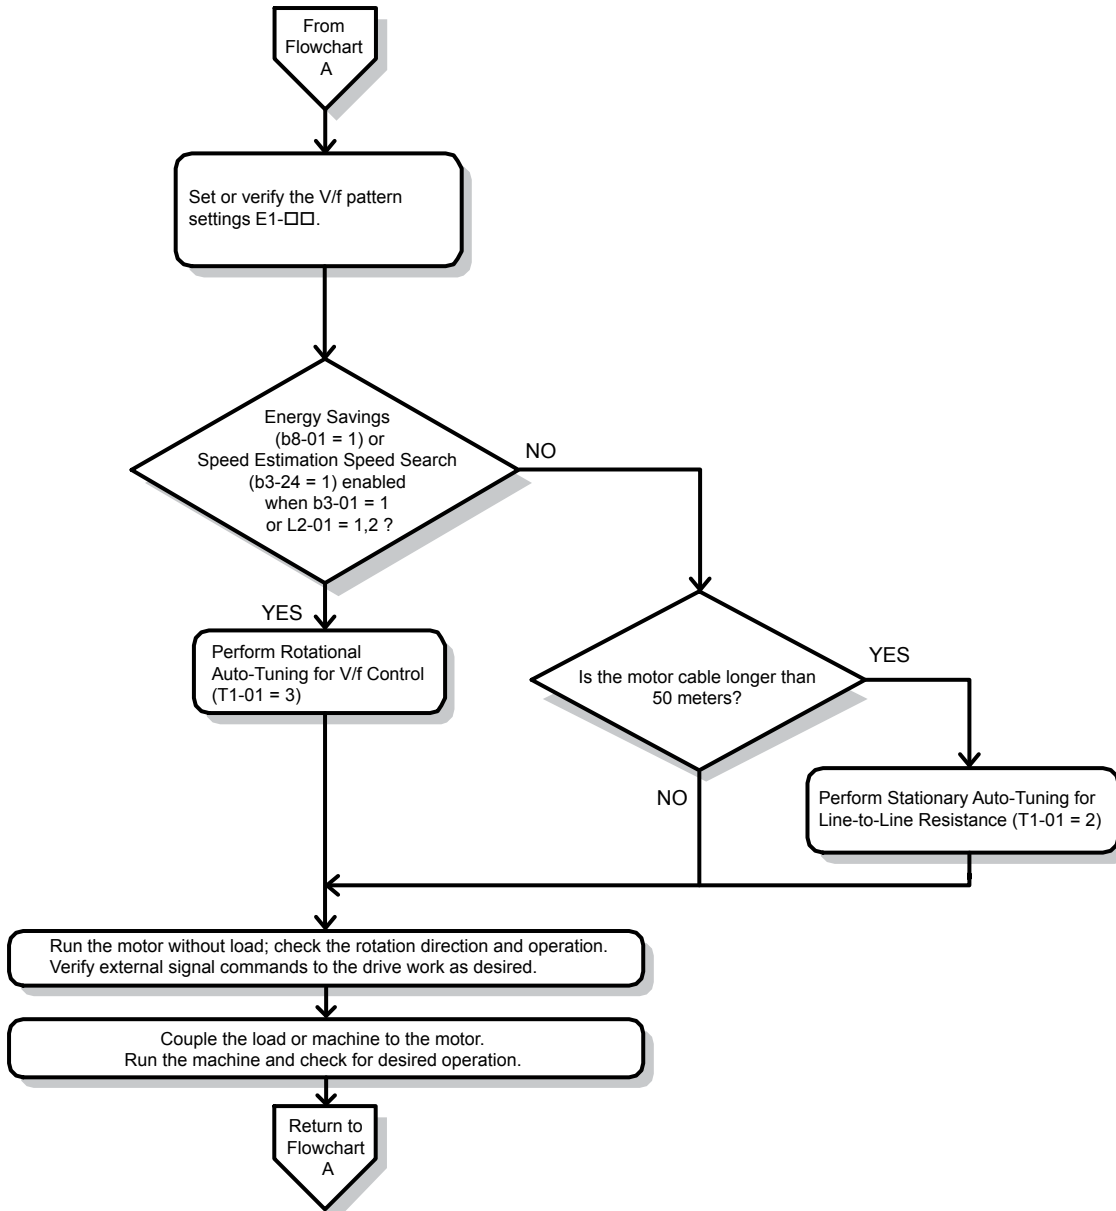 From
Flowchart
A
Set or verify the V/f pattern
settings E1-□□.
Energy Savings
(b8-01 = 1) or
Speed Estimation Speed Search
(b3-24 = 1) enabled
when b3-01 = 1
or L2-01 = 1,2 ?
NO
YES
Perform Rotational
Auto-Tuning for V/f Control
(T1-01 = 3)
Is the motor cable longer than
50 meters?
YES
NO
Perform Stationary Auto-Tuning for
Line-to-Line Resistance (T1-01 = 2)
Run the motor without load; check the rotation direction and operation.
Verify external signal commands to the drive work as desired.
Couple the load or machine to the motor.
Run the machine and check for desired operation.
Return to
Flowchart
A